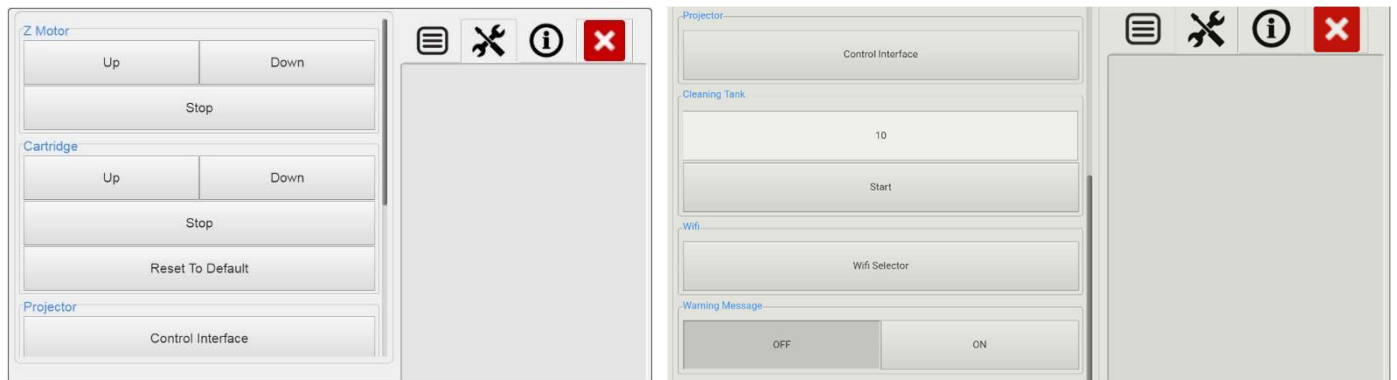 Z Motor
Up Down
Stop
Cartridge
Up Down
Stop
Reset To Default
Projector
Control Interface
Projector
Control Interface
Cleaning Tank
10
Start
Wifi
Wifi Selector
Warning Message
OFF ON